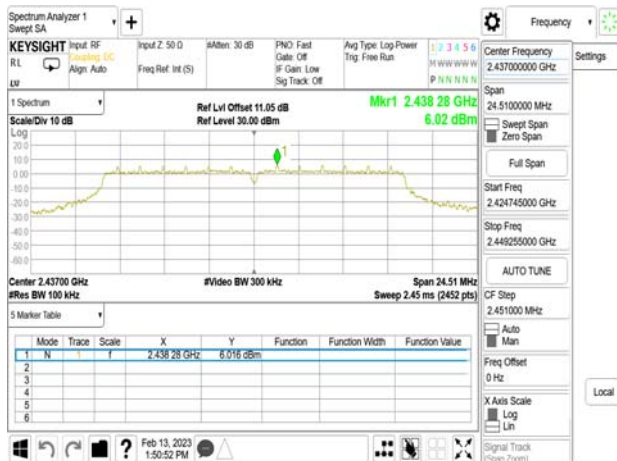 Spectrum Analyzer 1
Swept SA
KEYSIGHT
RL
Input: RF
Coupling: DC
Align: Auto
Input Z: 50 Ω
Freq Ref: Int (S)
#Atten: 30 dB
PNO: Fast
Gate: Off
IF Gain: Low
Sig Track: Off
Avg Type: Log-Power
Trig: Free Run
1 2 3 4 5 6
M W W W W W
P N N N N N
1 Spectrum
Scale/Div 10 dB
Ref Lvl Offset 11.05 dB
Ref Level 30.00 dBm
Mkr1 2.438 28 GHz
6.02 dBm
Log
20.0
10.0
0.00
-10.0
-20.0
-30.0
-40.0
-50.0
-60.0
1
Center 2.43700 GHz
#Res BW 100 kHz
#Video BW 300 kHz
Span 24.51 MHz
Sweep 2.45 ms (2452 pts)
5 Marker Table
Mode Trace Scale X Y Function Function Width Function Value
1 N 1 f 2.438 28 GHz 6.016 dBm
2
3
4
5
6
Feb 13, 2023
1:50:52 PM
Frequency
Settings
Center Frequency
2.437000000 GHz
Span
24.5100000 MHz
Swept Span
Zero Span
Full Span
Start Freq
2.424745000 GHz
Stop Freq
2.449255000 GHz
AUTO TUNE
CF Step
2.451000 MHz
Auto
Man
Freq Offset
0 Hz
X Axis Scale
Log
Lin
Signal Track
(Span Zoom)
Local